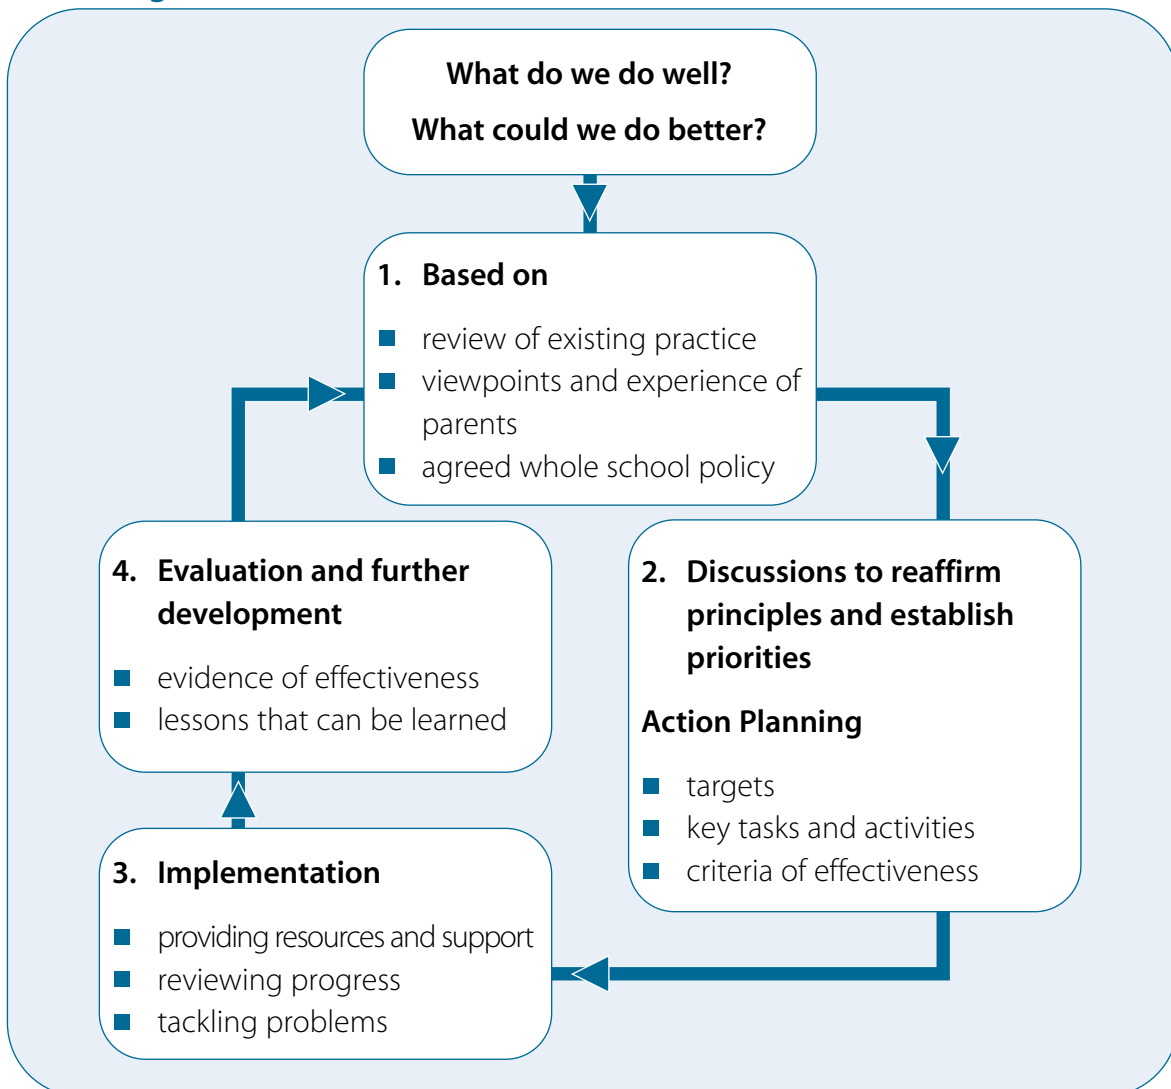 What do we do well?
What could we do better?
1. Based on
■ review of existing practice
■ viewpoints and experience of
parents
■ agreed whole school policy
2. Discussions to reaffirm
principles and establish
priorities
Action Planning
■ targets
■ key tasks and activities
■ criteria of effectiveness
3. Implementation
■ providing resources and support
■ reviewing progress
■ tackling problems
4. Evaluation and further
development
■ evidence of effectiveness
■ lessons that can be learned